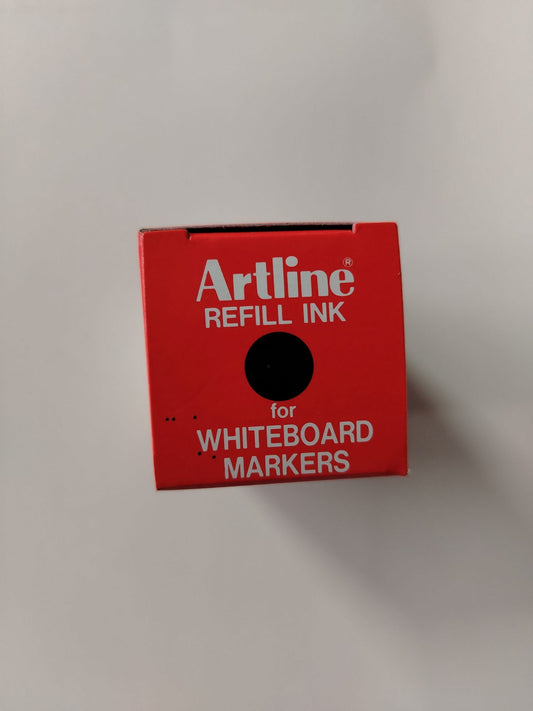 Artline®
REFILL INK
for
WHITEBOARD
MARKERS